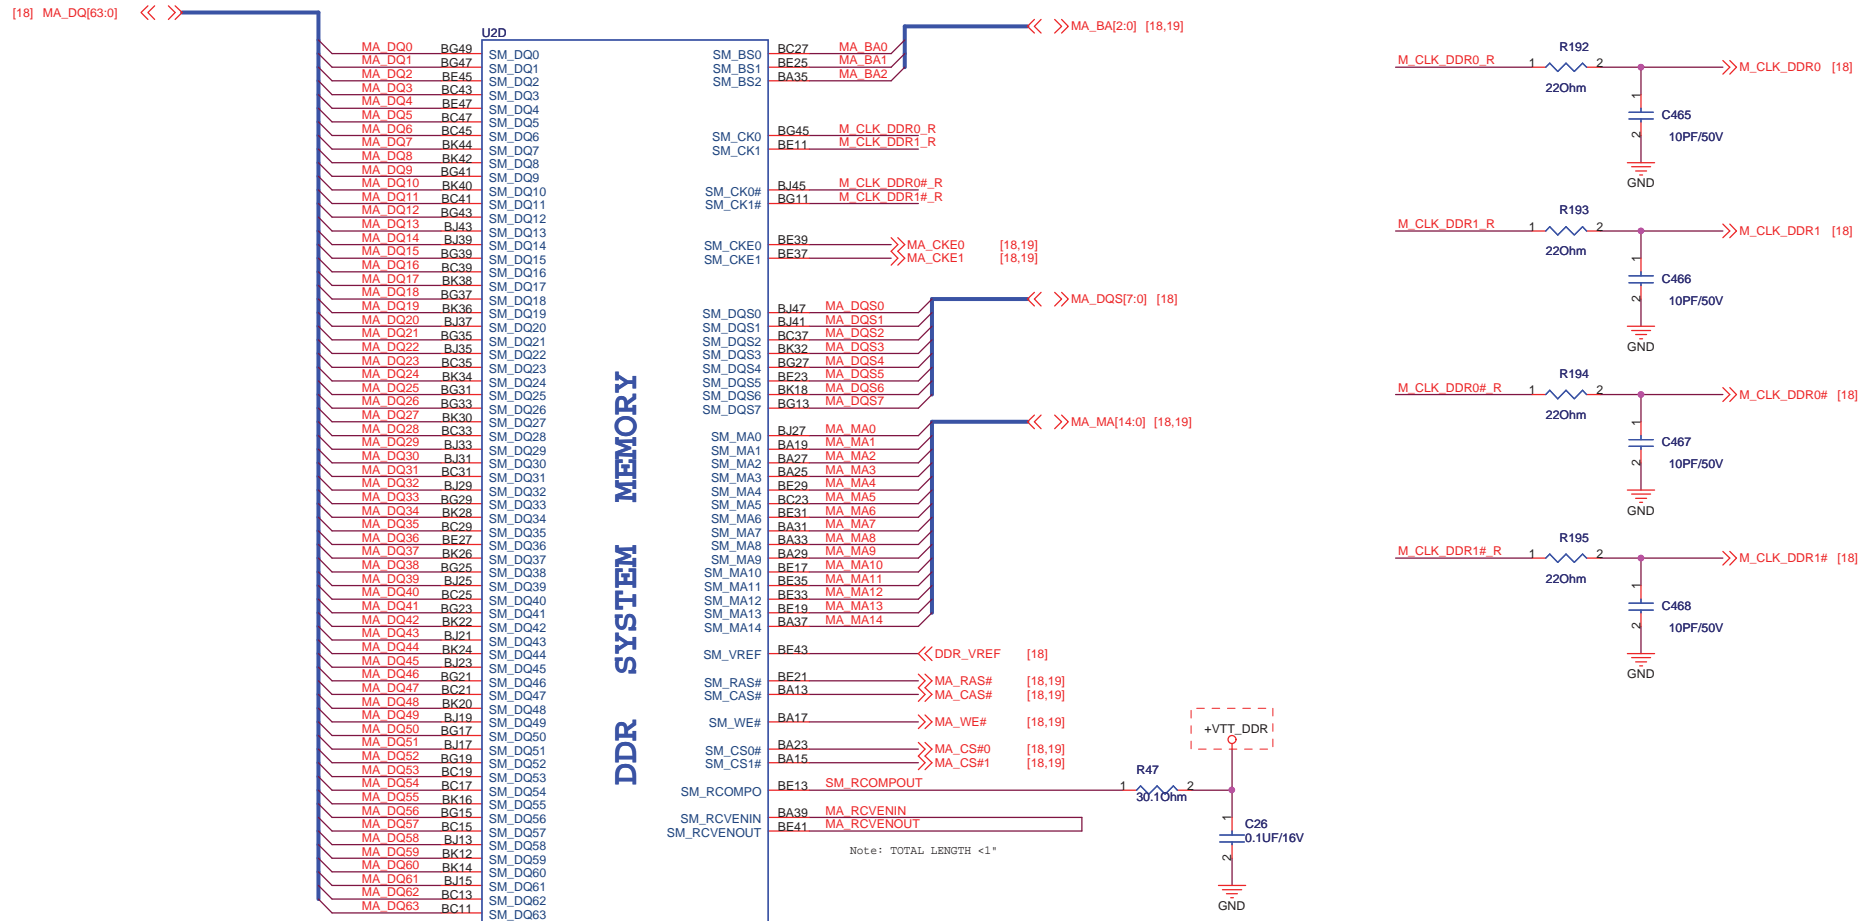 [18] MA_DQ[63:0]
U2D
MA_DQ0 BG49 SM_DQ0
MA_DQ1 BG47 SM_DQ1
MA_DQ2 BE45 SM_DQ2
MA_DQ3 BC43 SM_DQ3
MA_DQ4 BE47 SM_DQ4
MA_DQ5 BC47 SM_DQ5
MA_DQ6 BC45 SM_DQ6
MA_DQ7 BK44 SM_DQ7
MA_DQ8 BK42 SM_DQ8
MA_DQ9 BG41 SM_DQ9
MA_DQ10 BK40 SM_DQ10
MA_DQ11 BC41 SM_DQ11
MA_DQ12 BG43 SM_DQ12
MA_DQ13 BJ43 SM_DQ13
MA_DQ14 BJ39 SM_DQ14
MA_DQ15 BG39 SM_DQ15
MA_DQ16 BC39 SM_DQ16
MA_DQ17 BK38 SM_DQ17
MA_DQ18 BG37 SM_DQ18
MA_DQ19 BK36 SM_DQ19
MA_DQ20 BJ37 SM_DQ20
MA_DQ21 BG35 SM_DQ21
MA_DQ22 BJ35 SM_DQ22
MA_DQ23 BC35 SM_DQ23
MA_DQ24 BK34 SM_DQ24
MA_DQ25 BG31 SM_DQ25
MA_DQ26 BG33 SM_DQ26
MA_DQ27 BK30 SM_DQ27
MA_DQ28 BC33 SM_DQ28
MA_DQ29 BJ33 SM_DQ29
MA_DQ30 BJ31 SM_DQ30
MA_DQ31 BC31 SM_DQ31
MA_DQ32 BJ29 SM_DQ32
MA_DQ33 BG29 SM_DQ33
MA_DQ34 BK28 SM_DQ34
MA_DQ35 BC29 SM_DQ35
MA_DQ36 BE27 SM_DQ36
MA_DQ37 BK26 SM_DQ37
MA_DQ38 BG25 SM_DQ38
MA_DQ39 BJ25 SM_DQ39
MA_DQ40 BC25 SM_DQ40
MA_DQ41 BG23 SM_DQ41
MA_DQ42 BK22 SM_DQ42
MA_DQ43 BJ21 SM_DQ43
MA_DQ44 BK24 SM_DQ44
MA_DQ45 BJ23 SM_DQ45
MA_DQ46 BG21 SM_DQ46
MA_DQ47 BC21 SM_DQ47
MA_DQ48 BK20 SM_DQ48
MA_DQ49 BJ19 SM_DQ49
MA_DQ50 BG17 SM_DQ50
MA_DQ51 BJ17 SM_DQ51
MA_DQ52 BG19 SM_DQ52
MA_DQ53 BC19 SM_DQ53
MA_DQ54 BC17 SM_DQ54
MA_DQ55 BK16 SM_DQ55
MA_DQ56 BG15 SM_DQ56
MA_DQ57 BC15 SM_DQ57
MA_DQ58 BJ13 SM_DQ58
MA_DQ59 BK12 SM_DQ59
MA_DQ60 BK14 SM_DQ60
MA_DQ61 BJ15 SM_DQ61
MA_DQ62 BC13 SM_DQ62
MA_DQ63 BC11 SM_DQ63
DDR SYSTEM MEMORY
MA_BA[2:0] [18,19]
SM_BS0 BC27 MA_BA0
SM_BS1 BE25 MA_BA1
SM_BS2 BA35 MA_BA2
SM_CK0 BG45 M_CLK_DDR0_R
SM_CK1 BE11 M_CLK_DDR1_R
SM_CK0# BJ45 M_CLK_DDR0#_R
SM_CK1# BG11 M_CLK_DDR1#_R
SM_CKE0 BE39 MA_CKE0 [18,19]
SM_CKE1 BE37 MA_CKE1 [18,19]
MA_DQS[7:0] [18]
SM_DQS0 BJ47 MA_DQS0
SM_DQS1 BJ41 MA_DQS1
SM_DQS2 BC37 MA_DQS2
SM_DQS3 BK32 MA_DQS3
SM_DQS4 BG27 MA_DQS4
SM_DQS5 BE23 MA_DQS5
SM_DQS6 BK18 MA_DQS6
SM_DQS7 BG13 MA_DQS7
MA_MA[14:0] [18,19]
SM_MA0 BJ27 MA_MA0
SM_MA1 BA19 MA_MA1
SM_MA2 BA27 MA_MA2
SM_MA3 BA25 MA_MA3
SM_MA4 BE29 MA_MA4
SM_MA5 BC23 MA_MA5
SM_MA6 BE31 MA_MA6
SM_MA7 BA31 MA_MA7
SM_MA8 BA33 MA_MA8
SM_MA9 BA29 MA_MA9
SM_MA10 BE17 MA_MA10
SM_MA11 BE35 MA_MA11
SM_MA12 BE33 MA_MA12
SM_MA13 BE19 MA_MA13
SM_MA14 BA37 MA_MA14
SM_VREF BE43 DDR_VREF [18]
SM_RAS# BE21 MA_RAS# [18,19]
SM_CAS# BA13 MA_CAS# [18,19]
SM_WE# BA17 MA_WE# [18,19]
SM_CS0# BA23 MA_CS#0 [18,19]
SM_CS1# BA15 MA_CS#1 [18,19]
SM_RCOMPO BE13 SM_RCOMPOUT
SM_RCVENIN BA39 MA_RCVENIN
SM_RCVENOUT BE41 MA_RCVENOUT
Note: TOTAL LENGTH <1"
+VTT_DDR
R47
1 2
30.1Ohm
1
C26
0.1UF/16V
2
GND
R192
M_CLK_DDR0_R 1 2 M_CLK_DDR0 [18]
22Ohm
1
C465
10PF/50V
2
GND
R193
M_CLK_DDR1_R 1 2 M_CLK_DDR1 [18]
22Ohm
1
C466
10PF/50V
2
GND
R194
M_CLK_DDR0#_R 1 2 M_CLK_DDR0# [18]
22Ohm
1
C467
10PF/50V
2
GND
R195
M_CLK_DDR1#_R 1 2 M_CLK_DDR1# [18]
22Ohm
1
C468
10PF/50V
2
GND